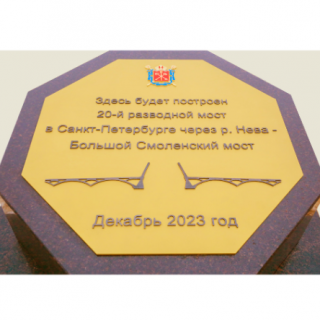 Здесь будет построен
20-й разводной мост
в Санкт-Петербурге через р. Нева -
Большой Смоленский мост
Декабрь 2023 год